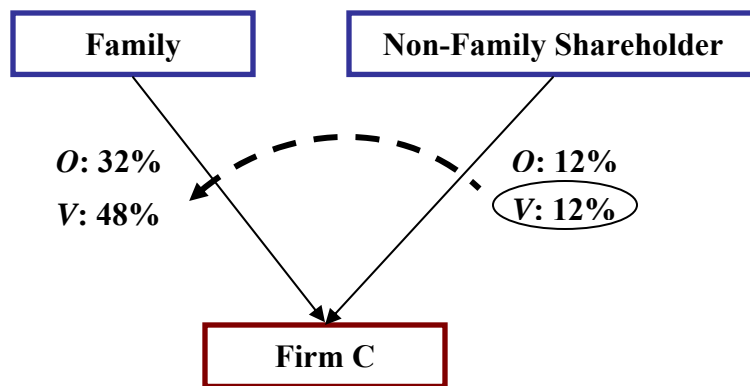 Family
Non-Family Shareholder
O: 32%
V: 48%
O: 12%
V: 12%
Firm C